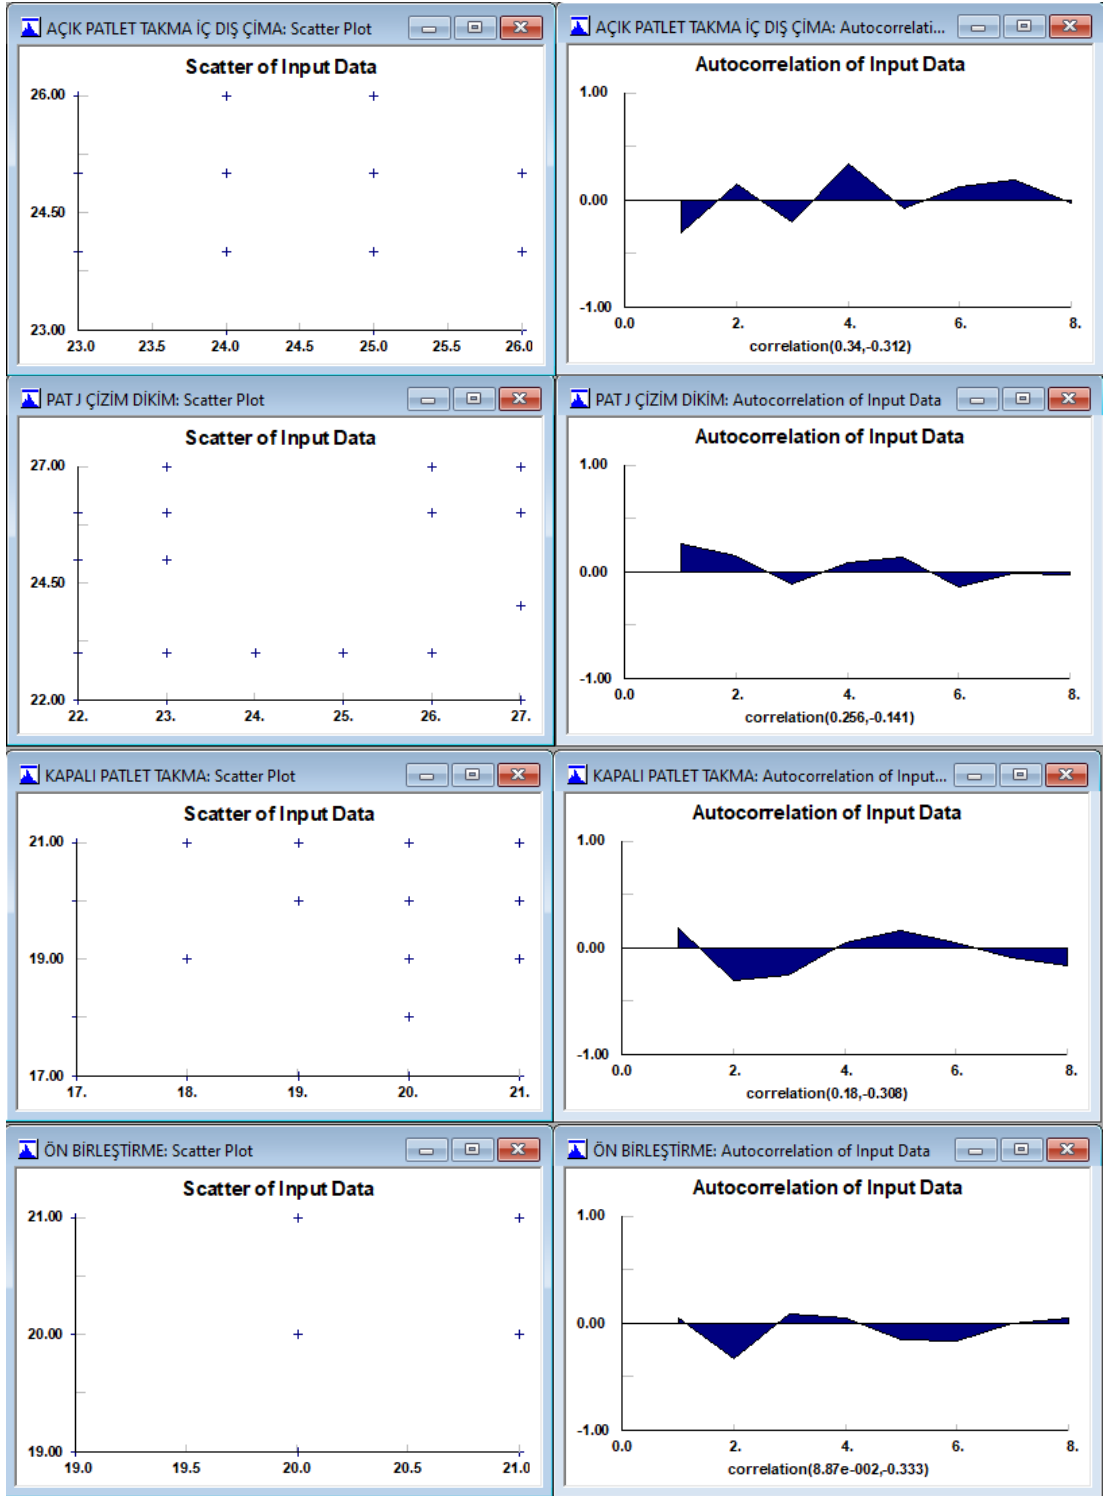 AÇIK PATLET TAKMA İÇ DIŞ ÇİMA: Scatter Plot
Scatter of Input Data
26.00
24.50
23.00
23.0 23.5 24.0 24.5 25.0 25.5 26.0
AÇIK PATLET TAKMA İÇ DIŞ ÇİMA: Autocorrelati...
Autocorrelation of Input Data
1.00
0.00
-1.00
0.0 2. 4. 6. 8.
correlation(0.34,-0.312)
PAT J ÇİZİM DİKİM: Scatter Plot
Scatter of Input Data
27.00
24.50
22.00
22. 23. 24. 25. 26. 27.
PAT J ÇİZİM DİKİM: Autocorrelation of Input Data
Autocorrelation of Input Data
1.00
0.00
-1.00
0.0 2. 4. 6. 8.
correlation(0.256,-0.141)
KAPALI PATLET TAKMA: Scatter Plot
Scatter of Input Data
21.00
19.00
17.00
17. 18. 19. 20. 21.
KAPALI PATLET TAKMA: Autocorrelation of Input...
Autocorrelation of Input Data
1.00
0.00
-1.00
0.0 2. 4. 6. 8.
correlation(0.18,-0.308)
ÖN BİRLEŞTİRME: Scatter Plot
Scatter of Input Data
21.00
20.00
19.00
19.0 19.5 20.0 20.5 21.0
ÖN BİRLEŞTİRME: Autocorrelation of Input Data
Autocorrelation of Input Data
1.00
0.00
-1.00
0.0 2. 4. 6. 8.
correlation(8.87e-002,-0.333)